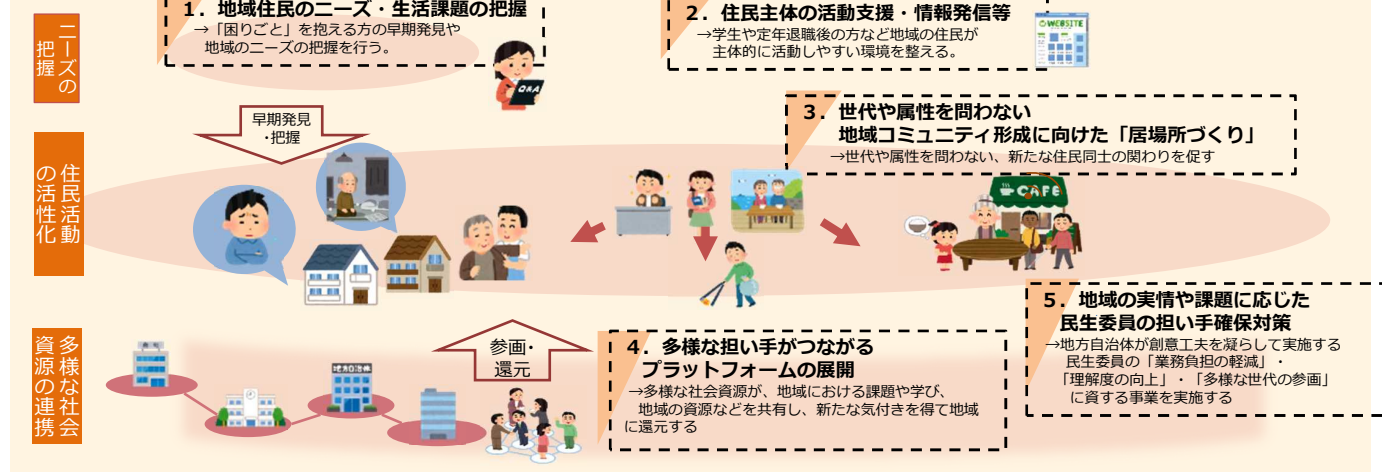 ニーズの
把握
1．地域住民のニーズ・生活課題の把握
→「困りごと」を抱える方の早期発見や
地域のニーズの把握を行う。
Q&A
2．住民主体の活動支援・情報発信等
→学生や定年退職後の方など地域の住民が
主体的に活動しやすい環境を整える。
WEBSITE
早期発見
・把握
3．世代や属性を問わない
地域コミュニティ形成に向けた「居場所づくり」
→世代や属性を問わない、新たな住民同士の関わりを促す
住民活動
の活性化
CAFE
多様な社会
資源の連携
地方自治体
参画・
還元
4．多様な担い手がつながる
プラットフォームの展開
→多様な社会資源が、地域における課題や学び、
地域の資源などを共有し、新たな気付きを得て地域
に還元する
5．地域の実情や課題に応じた
民生委員の担い手確保対策
→地方自治体が創意工夫を凝らして実施する
民生委員の「業務負担の軽減」・
「理解度の向上」・「多様な世代の参画」
に資する事業を実施する